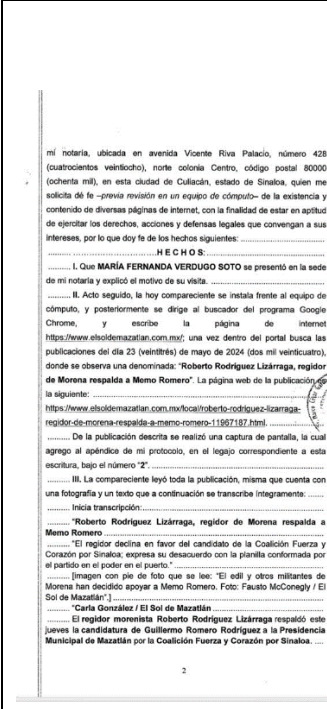 mi notaría, ubicada en avenida Vicente Riva Palacio, número 428
(cuatrocientos veintiocho), norte colonia Centro, código postal 80000
(ochenta mil), en esta ciudad de Culiacán, estado de Sinaloa, quien me
solicita dé fe –previa revisión en un equipo de cómputo– de la existencia y
contenido de diversas páginas de internet, con la finalidad de estar en aptitud
de ejercitar los derechos, acciones y defensas legales que convengan a sus
intereses, por lo que doy fe de los hechos siguientes: ..............................
..............................H E C H O S:..............................
......... I. Que MARÍA FERNANDA VERDUGO SOTO se presentó en la sede
de mi notaría y explicó el motivo de su visita. ..............................
......... II. Acto seguido, la hoy compareciente se instala frente al equipo de
cómputo, y posteriormente se dirige al buscador del programa Google
Chrome, y escribe la página de internet
https://www.elsoldemazatlan.com.mx/; una vez dentro del portal busca las
publicaciones del día 23 (veintitrés) de mayo de 2024 (dos mil veinticuatro),
donde se observa una denominada: “Roberto Rodríguez Lizárraga, regidor
de Morena respalda a Memo Romero”. La página web de la publicación es
la siguiente: ..............................
https://www.elsoldemazatlan.com.mx/local/roberto-rodriguez-lizarraga-
regidor-de-morena-respalda-a-memo-romero-11967187.html. ....................
......... De la publicación descrita se realizó una captura de pantalla, la cual
agrego al apéndice de mi protocolo, en el legajo correspondiente a esta
escritura, bajo el número “2”. ..............................
......... III. La compareciente leyó toda la publicación, misma que cuenta con
una fotografía y un texto que a continuación se transcribe íntegramente: .......
......... Inicia transcripción:..............................
......... “Roberto Rodríguez Lizárraga, regidor de Morena respalda a
Memo Romero ..............................
......... “El regidor declina en favor del candidato de la Coalición Fuerza y
Corazón por Sinaloa; expresa su desacuerdo con la planilla conformada por
el partido en el poder en el puerto.” ..............................
......... [imagen con pie de foto que se lee: “El edil y otros militantes de
Morena han decidido apoyar a Memo Romero. Foto: Fausto McConegly / El
Sol de Mazatlán”.] ..............................
......... “Carla González / El Sol de Mazatlán ..............................
......... El regidor morenista Roberto Rodríguez Lizárraga respaldó este
jueves la candidatura de Guillermo Romero Rodríguez a la Presidencia
Municipal de Mazatlán por la Coalición Fuerza y Corazón por Sinaloa. ....
2